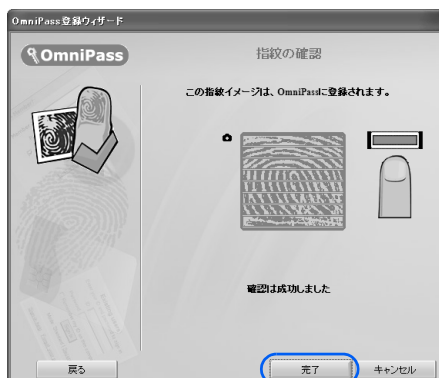 OmniPass登録ウィザード
OmniPass
指紋の確認
この指紋イメージは、OmniPassに登録されます。
確認は成功しました
戻る
完了
キャンセル